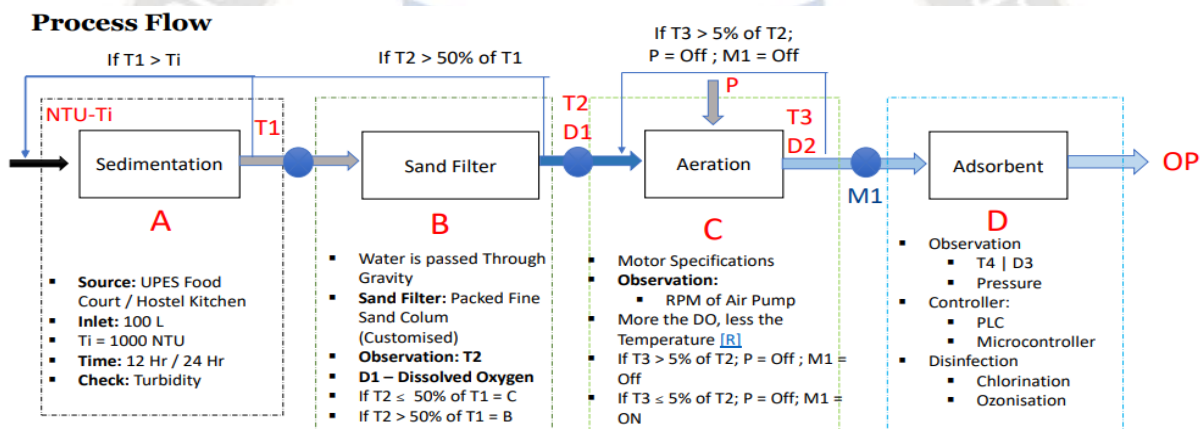 Process Flow
If T1 > Ti
If T2 > 50% of T1
If T3 > 5% of T2;
P = Off ; M1 = Off
NTU-Ti
T1
T2
D1
P
T3
D2
Sedimentation
Sand Filter
Aeration
Adsorbent
OP
M1
A
B
C
D
▪ Source: UPES Food
Court / Hostel Kitchen
▪ Inlet: 100 L
▪ Ti = 1000 NTU
▪ Time: 12 Hr / 24 Hr
▪ Check: Turbidity
▪ Water is passed Through
Gravity
▪ Sand Filter: Packed Fine
Sand Colum
(Customised)
▪ Observation: T2
▪ D1 – Dissolved Oxygen
▪ If T2 ≤ 50% of T1 = C
▪ If T2 > 50% of T1 = B
▪ Motor Specifications
▪ Observation:
▪ RPM of Air Pump
▪ More the DO, less the
Temperature [R]
▪ If T3 > 5% of T2; P = Off ; M1 =
Off
▪ If T3 ≤ 5% of T2; P = Off; M1 =
ON
▪ Observation
▪ T4 | D3
▪ Pressure
▪ Controller:
▪ PLC
▪ Microcontroller
▪ Disinfection
▪ Chlorination
▪ Ozonisation